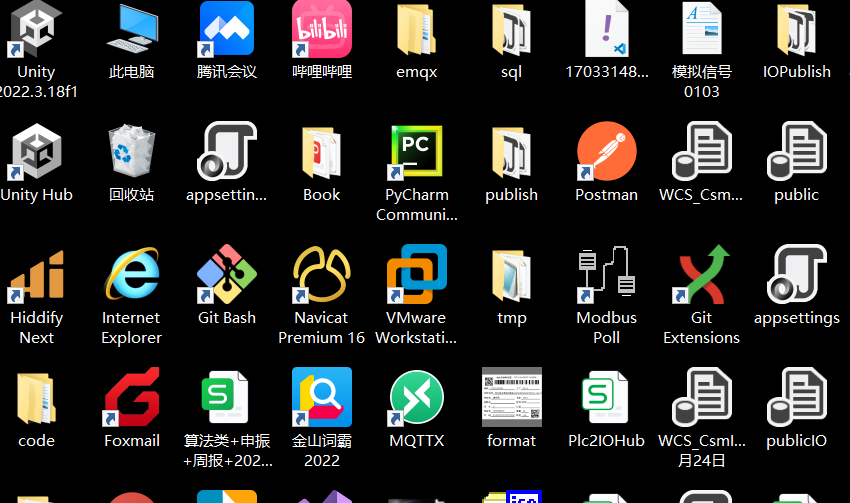 bilibili
A
Unity
2022.3.18f1
此电脑
腾讯会议
哔哩哔哩
emqx
sql
17033148...
模拟信号
0103
IOPublish
PC
Unity Hub
回收站
appsettin...
Book
PyCharm
Communi...
publish
Postman
WCS_Csm...
public
Hiddify
Next
Internet
Explorer
Git Bash
Navicat
Premium 16
VMware
Workstati...
tmp
Modbus
Poll
Git
Extensions
appsettings
S
S
code
Foxmail
算法类+申振
+周报+202...
金山词霸
2022
MQTTX
format
Plc2IOHub
WCS_CsmI...
月24日
publicIO